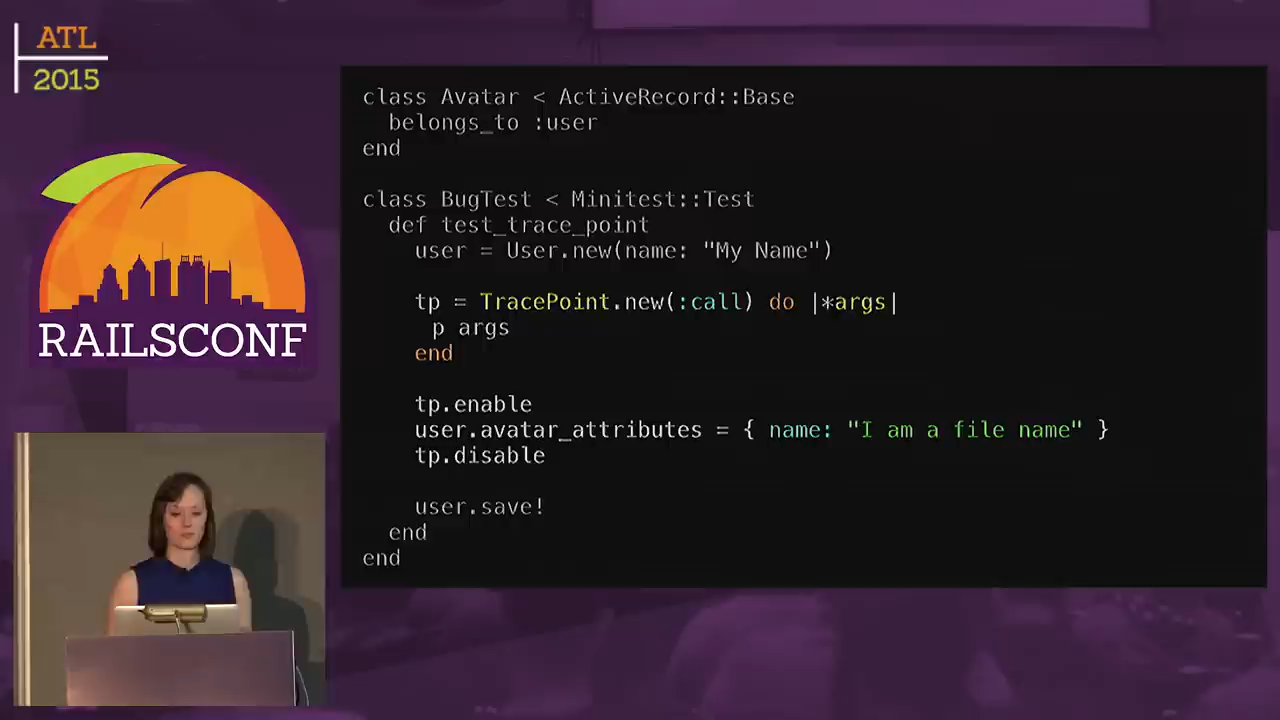 ATL
2015
RAILSCONF
class Avatar < ActiveRecord::Base
  belongs_to :user
end
class BugTest < Minitest::Test
  def test_trace_point
    user = User.new(name: "My Name")
    tp = TracePoint.new(:call) do |*args|
      p args
    end
    tp.enable
    user.avatar_attributes = { name: "I am a file name" }
    tp.disable
    user.save!
  end
end